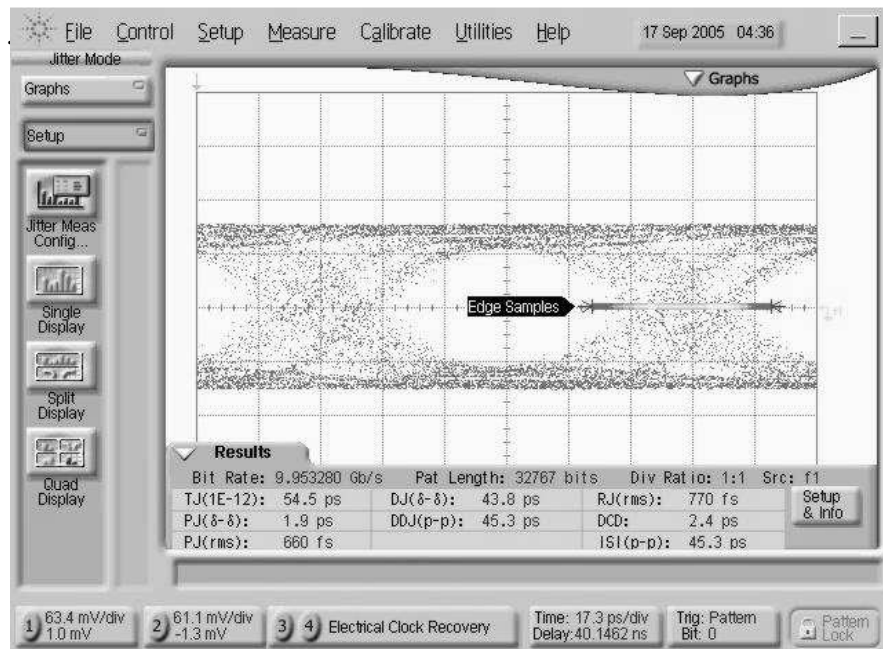 File Control Setup Measure Calibrate Utilities Help 17 Sep 2005 04:36
Jitter Mode
Graphs
Setup
Jitter Meas
Config...
Single
Display
Split
Display
Quad
Display
Graphs
Edge Samples
Results
Bit Rate: 9.953280 Gb/s Pat Length: 32767 bits Div Ratio: 1:1 Src: f1
TJ(1E-12): 54.5 ps DJ(δ-δ): 43.8 ps RJ(rms): 770 fs
PJ(δ-δ): 1.9 ps DDJ(p-p): 45.3 ps DCD: 2.4 ps
PJ(rms): 660 fs ISI(p-p): 45.3 ps
Setup
& Info
1 63.4 mV/div
1.0 mV
2 61.1 mV/div
-1.3 mV
3 4 Electrical Clock Recovery
Time: 17.3 ps/div
Delay:40.1462 ns
Trig: Pattern
Bit: 0
Pattern
Lock